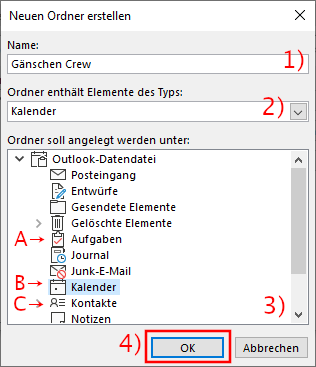 Neuen Ordner erstellen
Name:
Gänschen Crew 1)
Ordner enthält Elemente des Typs:
Kalender 2)
Ordner soll angelegt werden unter:
Outlook-Datendatei
Posteingang
Entwürfe
Gesendete Elemente
Gelöschte Elemente
A Aufgaben
Journal
Junk-E-Mail
B Kalender
C Kontakte 3)
Notizen
4) OK Abbrechen